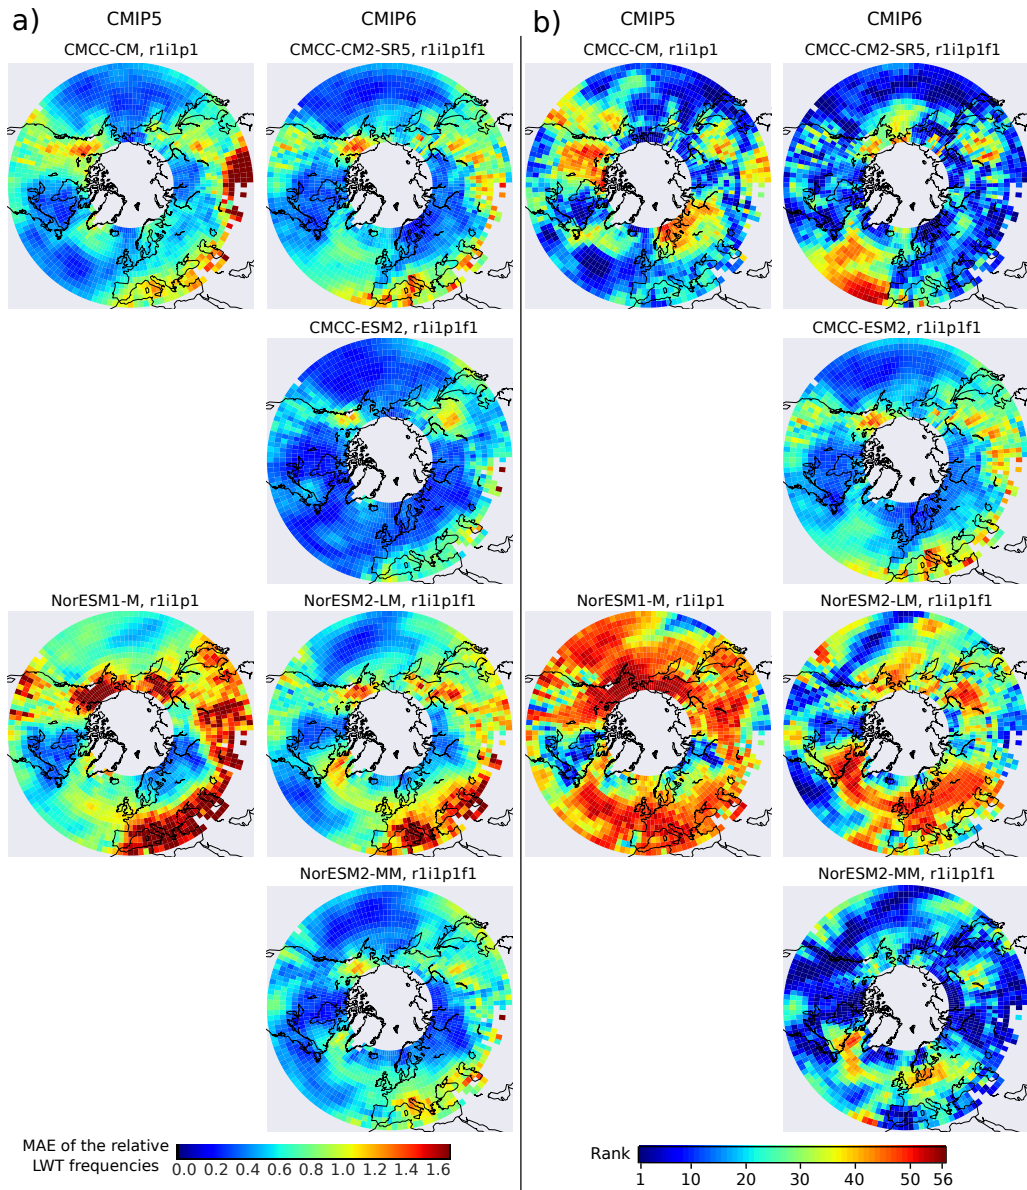 a) CMIP5 CMIP6 b) CMIP5 CMIP6
CMCC-CM, r1i1p1 CMCC-CM2-SR5, r1i1p1f1 CMCC-CM, r1i1p1 CMCC-CM2-SR5, r1i1p1f1
CMCC-ESM2, r1i1p1f1 CMCC-ESM2, r1i1p1f1
NorESM1-M, r1i1p1 NorESM2-LM, r1i1p1f1 NorESM1-M, r1i1p1 NorESM2-LM, r1i1p1f1
NorESM2-MM, r1i1p1f1 NorESM2-MM, r1i1p1f1
MAE of the relative
LWT frequencies
0.0 0.2 0.4 0.6 0.8 1.0 1.2 1.4 1.6
Rank
1 10 20 30 40 50 56